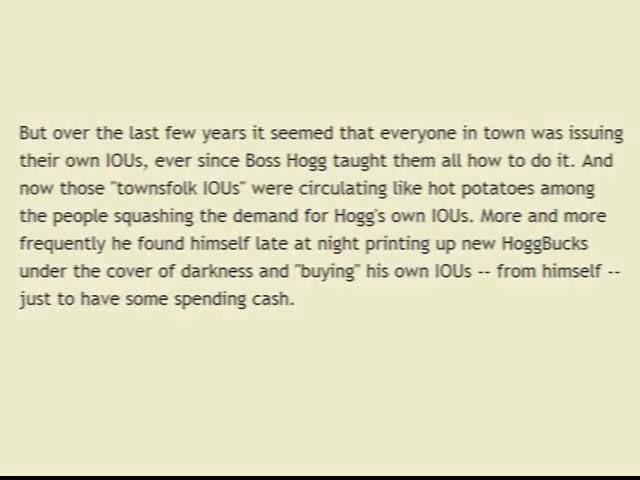 But over the last few years it seemed that everyone in town was issuing
their own IOUs, ever since Boss Hogg taught them all how to do it. And
now those "townsfolk IOUs" were circulating like hot potatoes among
the people squashing the demand for Hogg's own IOUs. More and more
frequently he found himself late at night printing up new HoggBucks
under the cover of darkness and "buying" his own IOUs -- from himself --
just to have some spending cash.